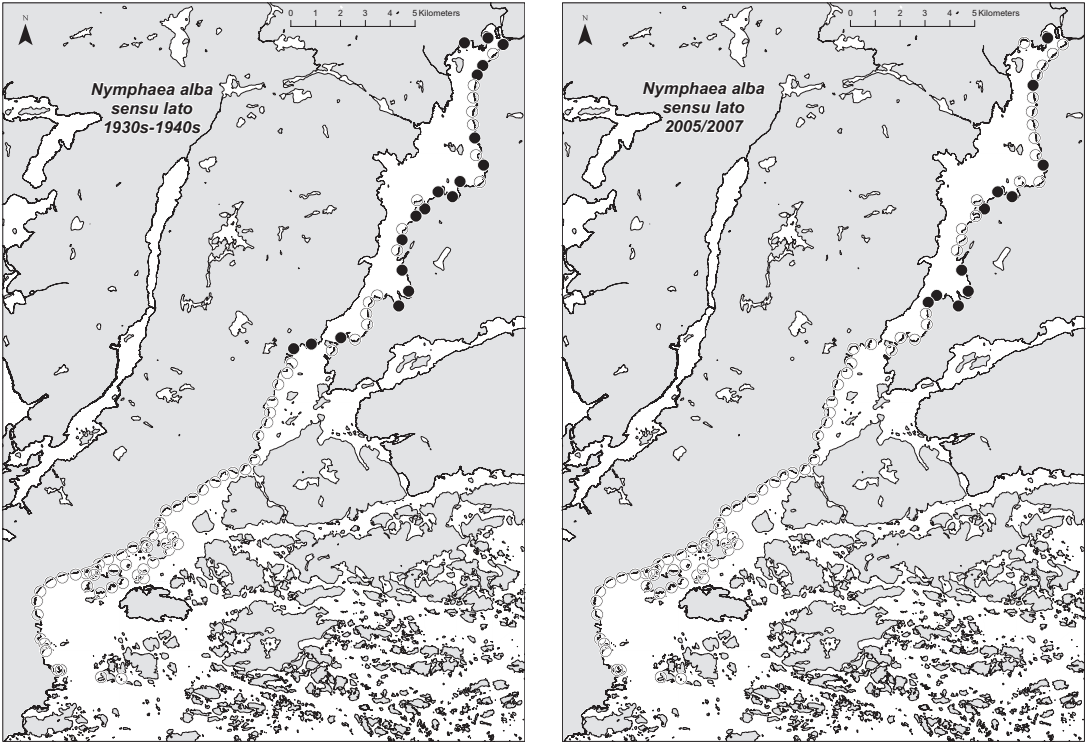 N
0 1 2 3 4 5 Kilometers
Nymphaea alba
sensu lato
1930s-1940s
N
0 1 2 3 4 5 Kilometers
Nymphaea alba
sensu lato
2005/2007